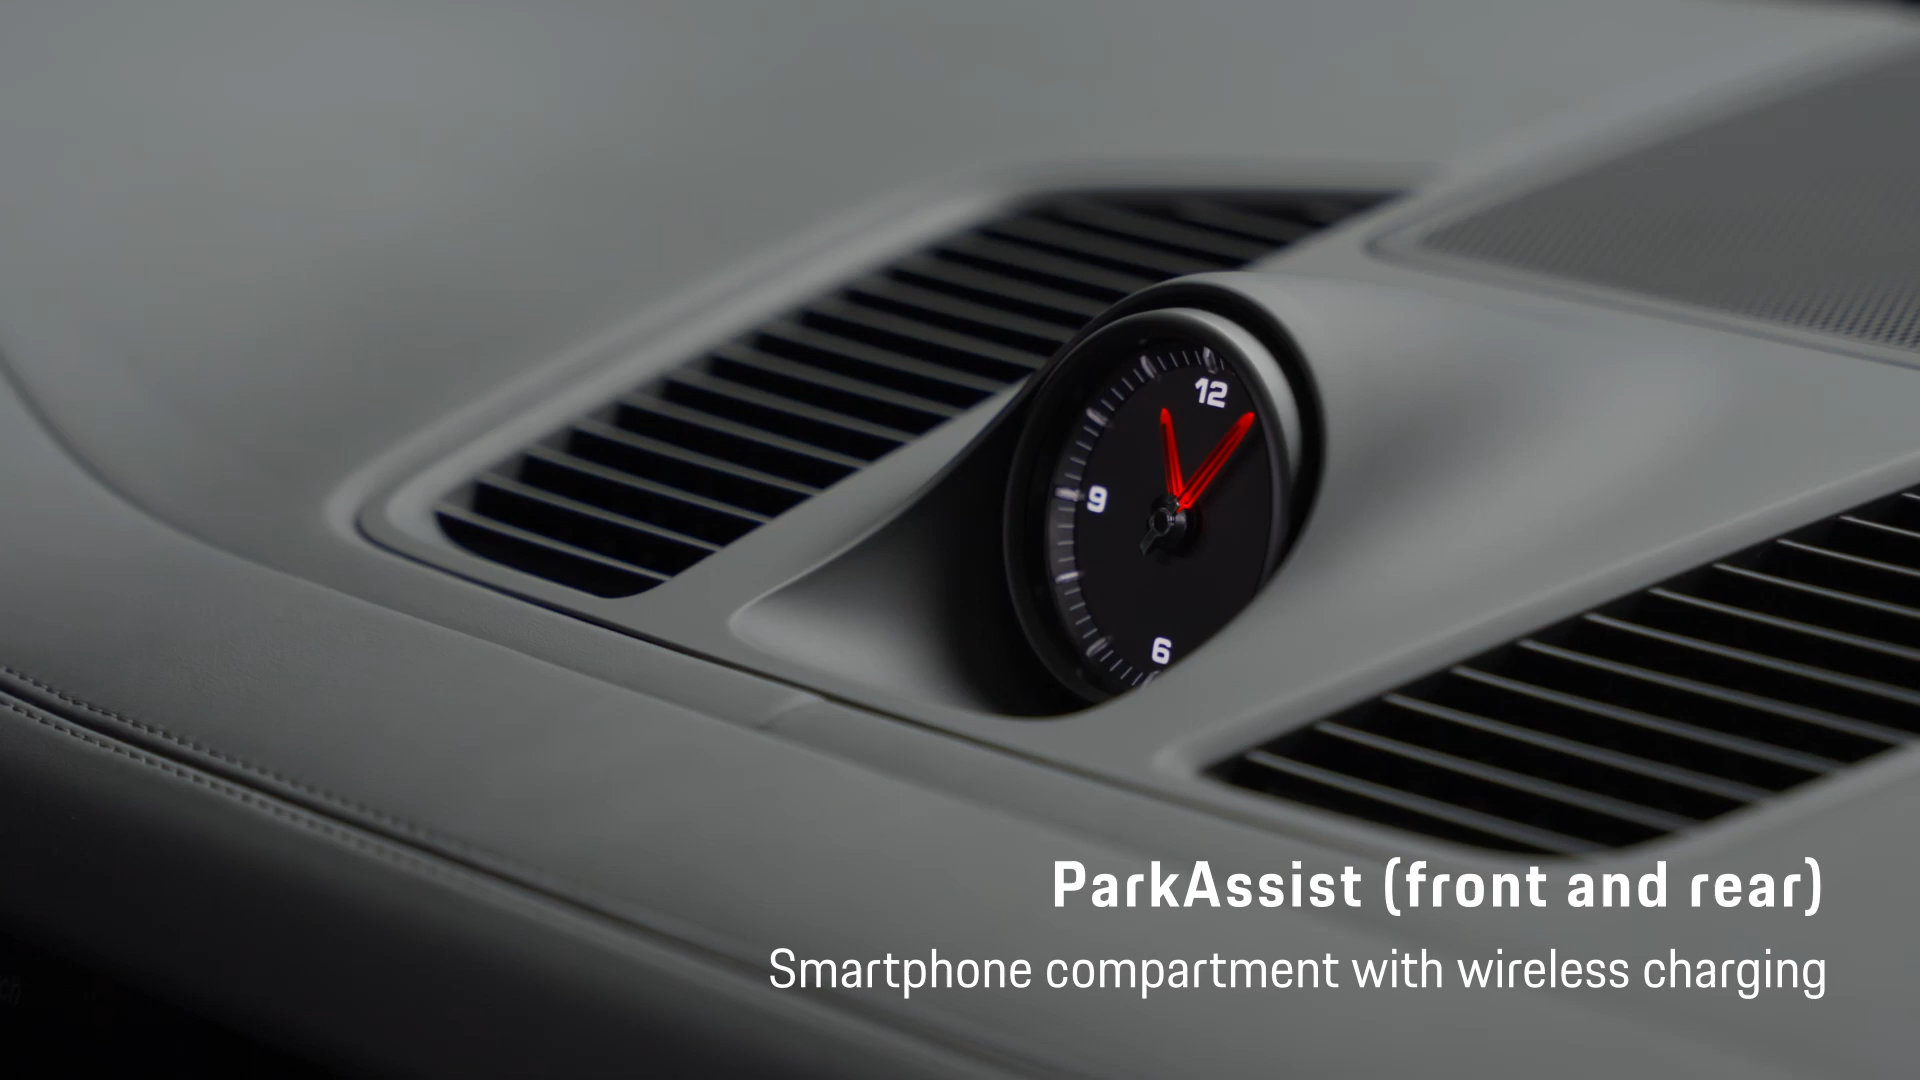 12
9
6
ParkAssist (front and rear)
Smartphone compartment with wireless charging